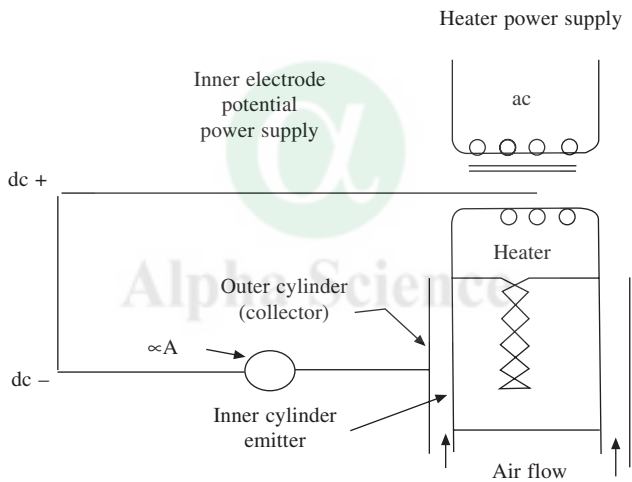 Heater power supply
ac
Inner electrode
potential
power supply
α
dc +
Heater
Alpha Science
Outer cylinder
(collector)
∝A
dc –
Inner cylinder
emitter
Air flow